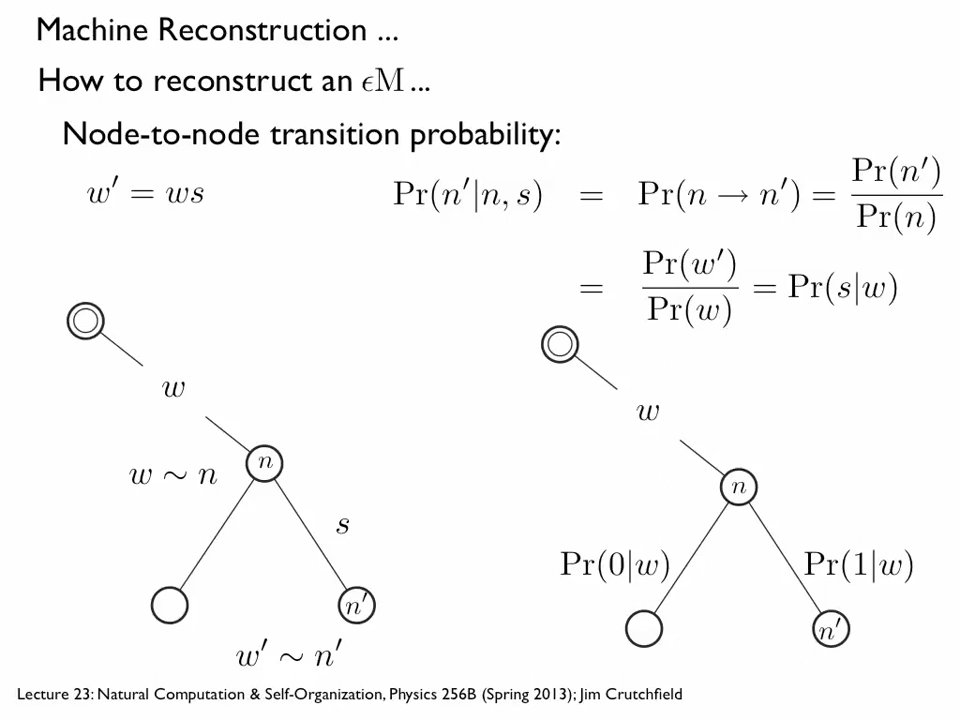 Machine Reconstruction ...
How to reconstruct an ϵM ...
Node-to-node transition probability:
w′ = ws
Pr(n′|n, s) = Pr(n → n′) = Pr(n′)/Pr(n)
= Pr(w′)/Pr(w) = Pr(s|w)
w
n
w ∼ n
s
n′
w′ ∼ n′
w
n
Pr(0|w)
Pr(1|w)
n′
Lecture 23: Natural Computation & Self-Organization, Physics 256B (Spring 2013); Jim Crutchfield